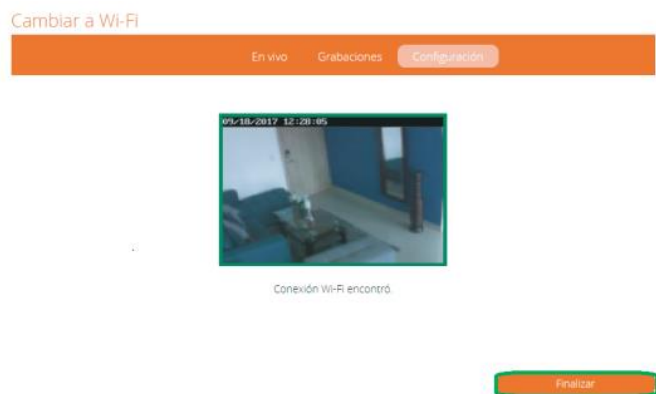 Cambiar a Wi-Fi
En vivo Grabaciones Configuración
09/18/2017 12:28:05
Conexión Wi-Fi encontró.
Finalizar